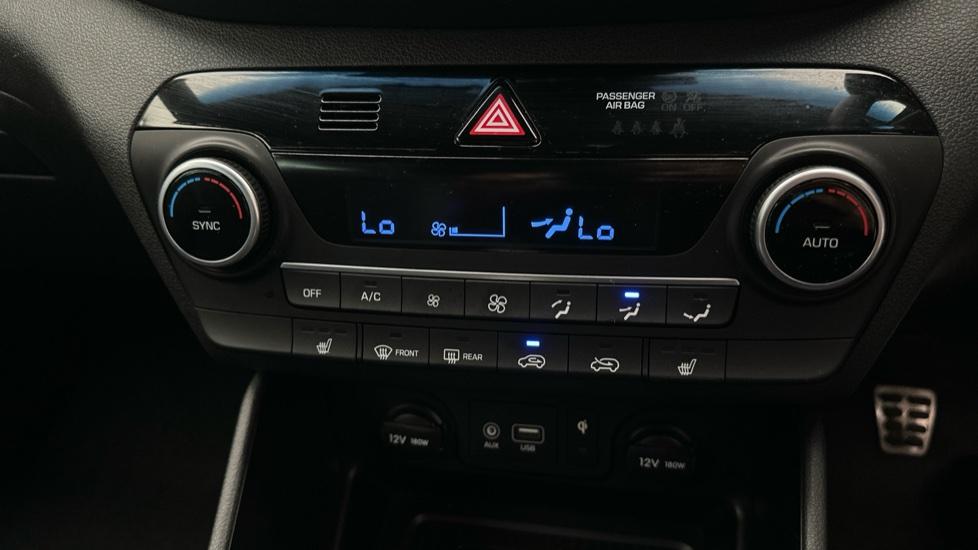 PASSENGER
AIR BAG ON OFF
SYNC
Lo Lo
AUTO
OFF A/C
FRONT REAR
12V 180W
AUX USB
12V 180W